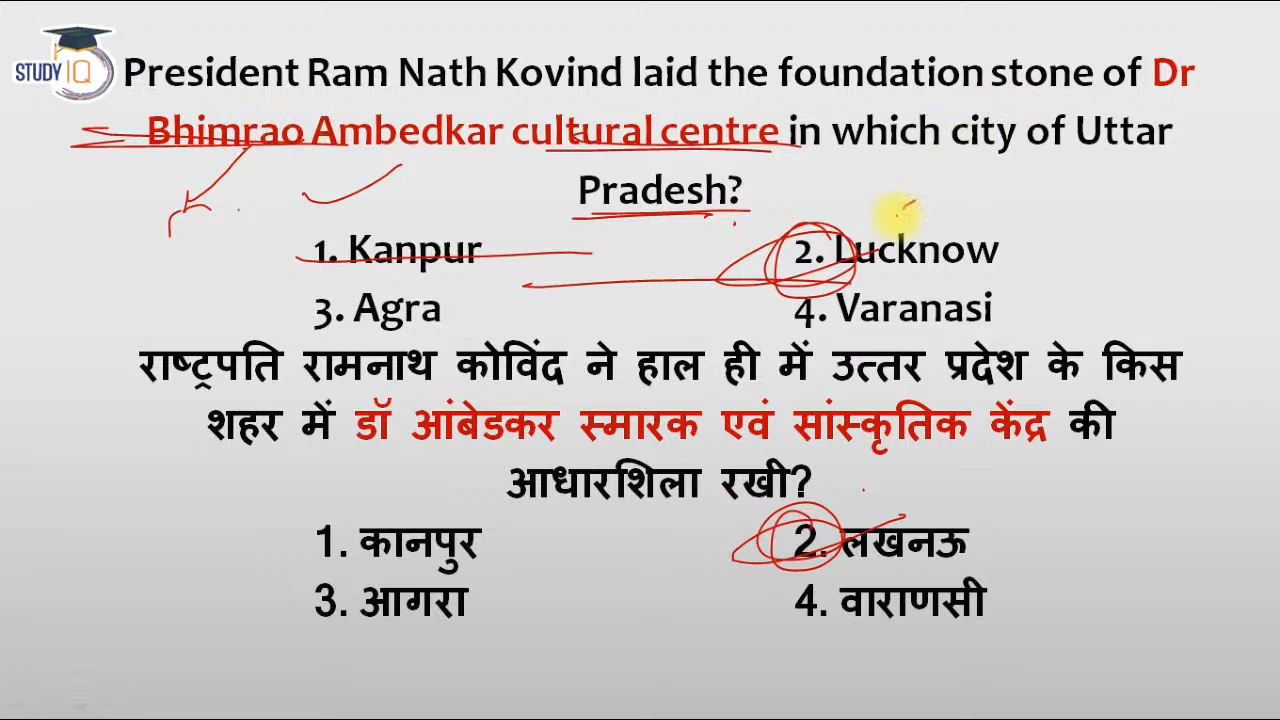 STUDY IQ
President Ram Nath Kovind laid the foundation stone of Dr
Bhimrao Ambedkar cultural centre in which city of Uttar
Pradesh?
1. Kanpur 2. Lucknow
3. Agra 4. Varanasi
राष्ट्रपति रामनाथ कोविंद ने हाल ही में उत्तर प्रदेश के किस
शहर में डॉ आंबेडकर स्मारक एवं सांस्कृतिक केंद्र की
आधारशिला रखी?
1. कानपुर 2. लखनऊ
3. आगरा 4. वाराणसी